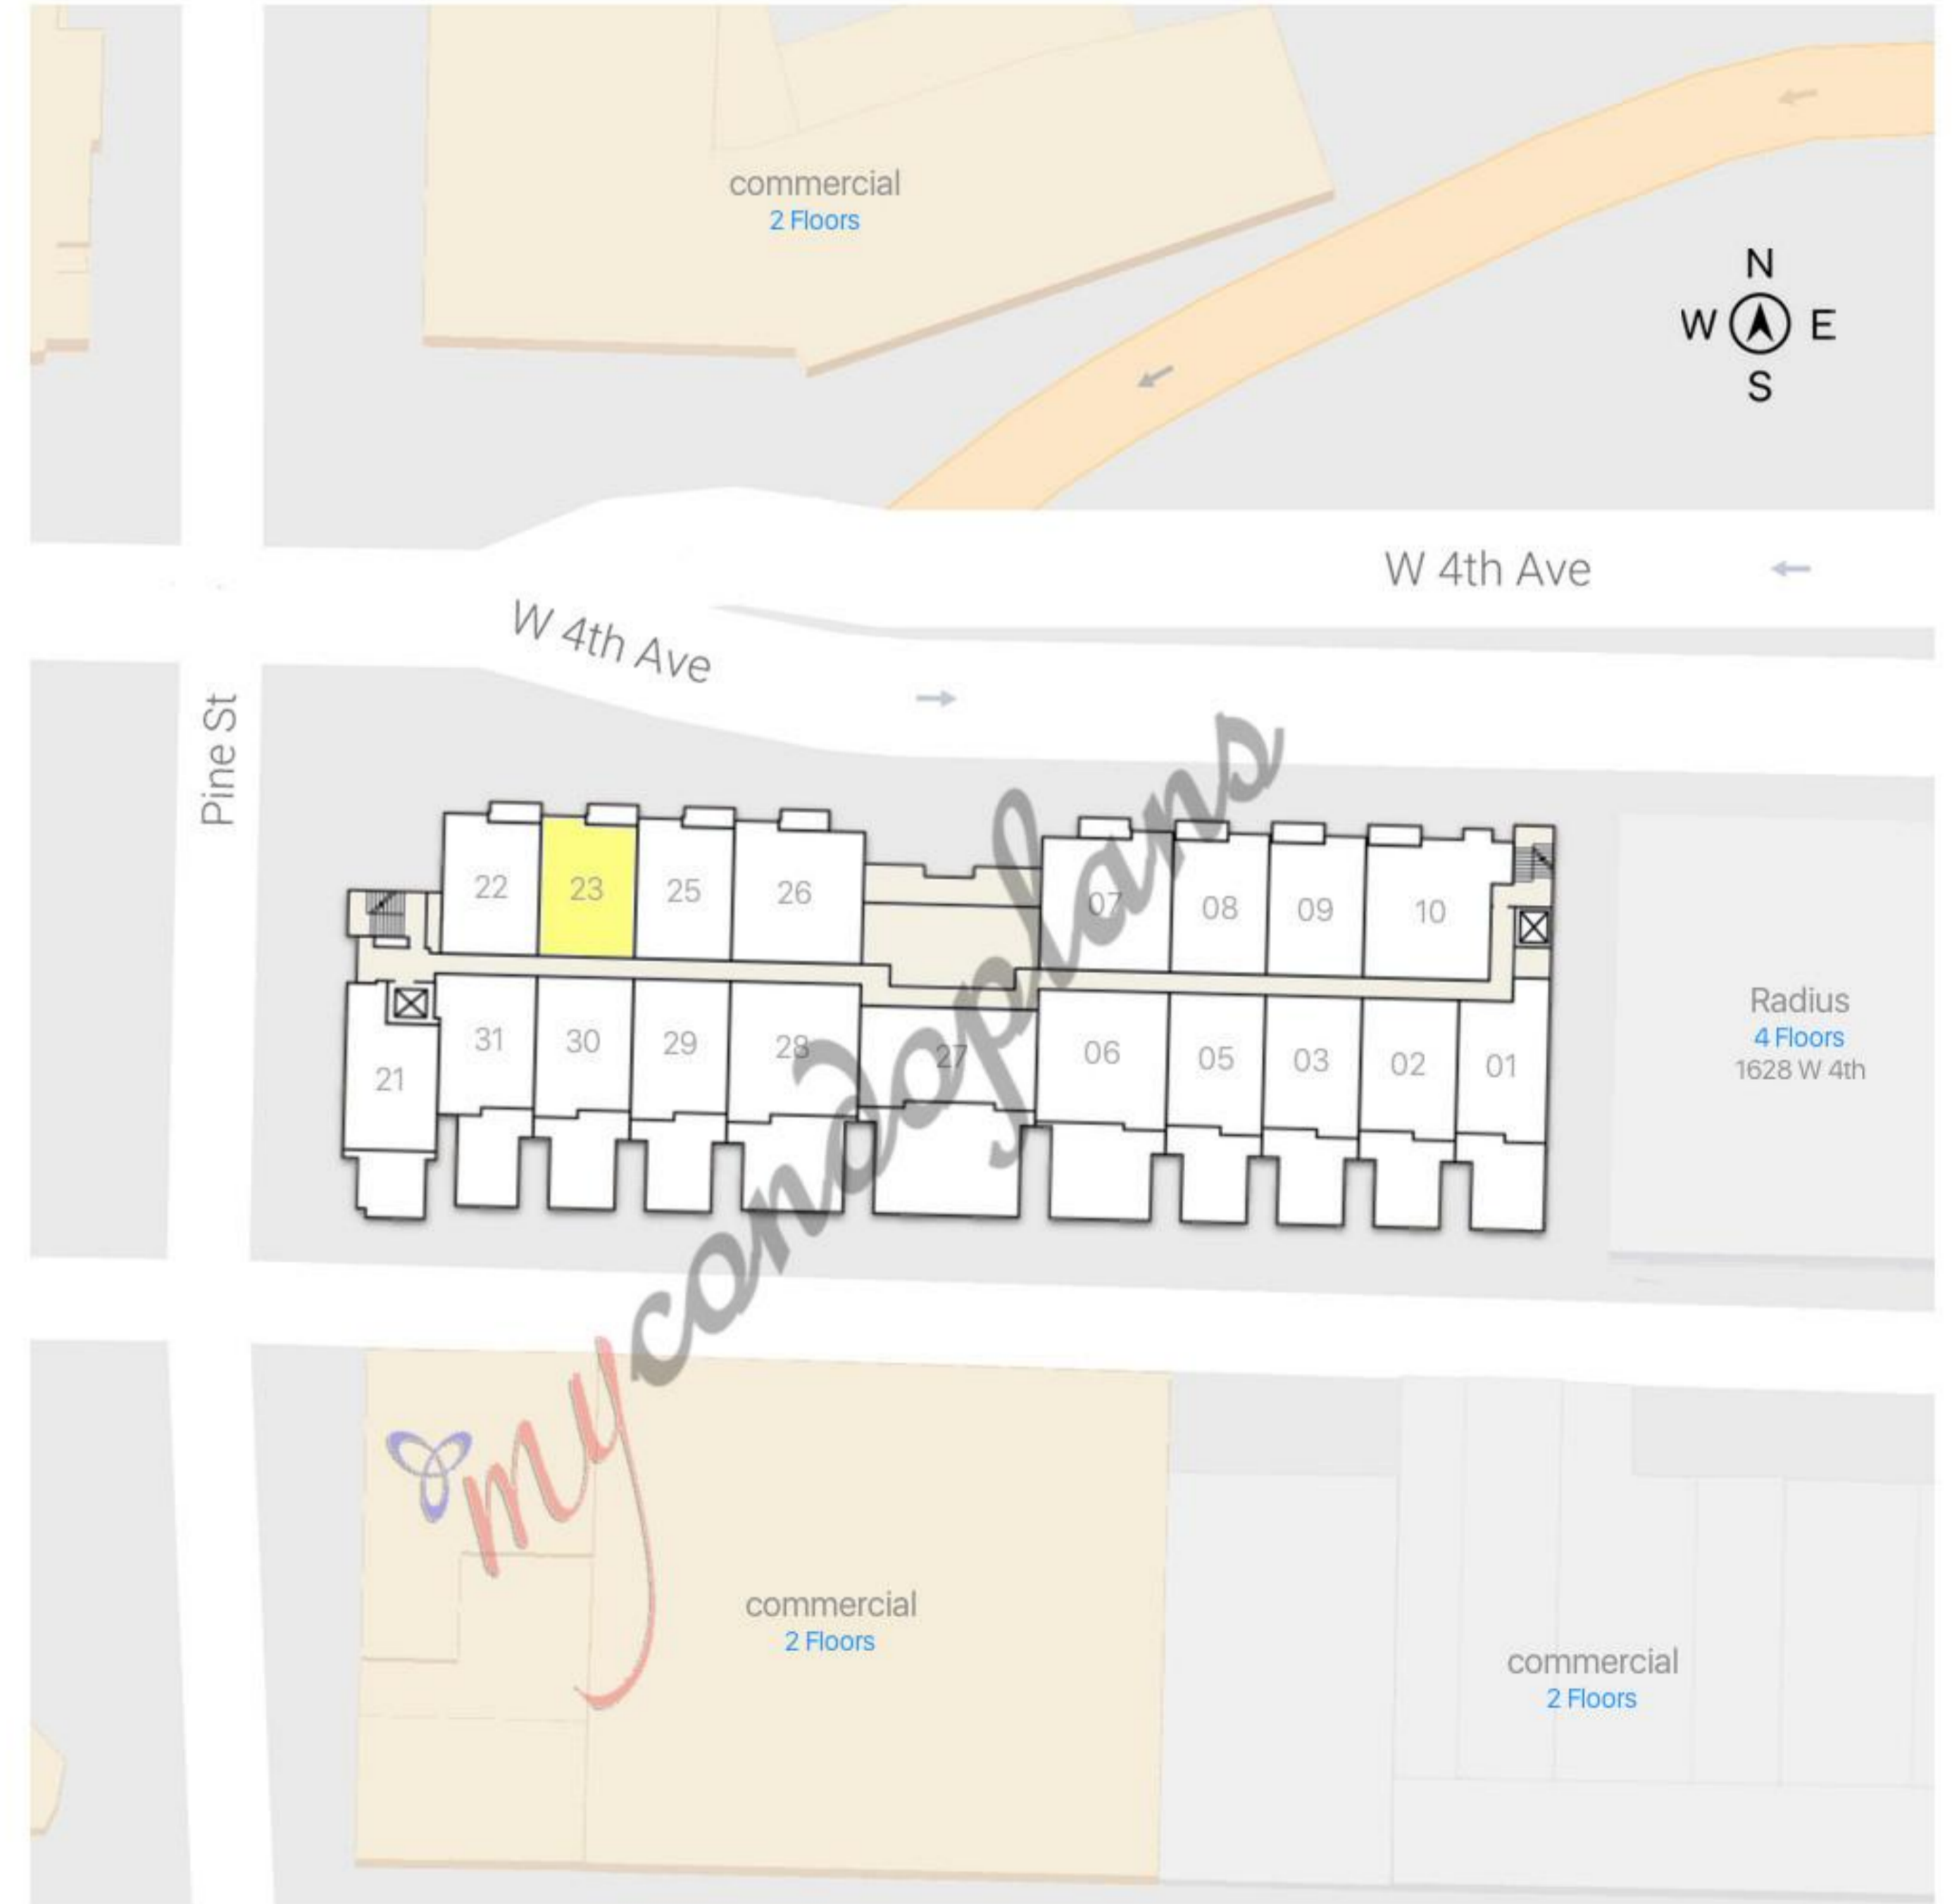 commercial
2 Floors
N
W E
S
W 4th Ave
W 4th Ave
Pine St
22 23 25 26 07 08 09 10
31 30 29 28 27 06 05 03 02 01
21
Radius
4 Floors
1628 W 4th
mycondoplans
commercial
2 Floors
commercial
2 Floors